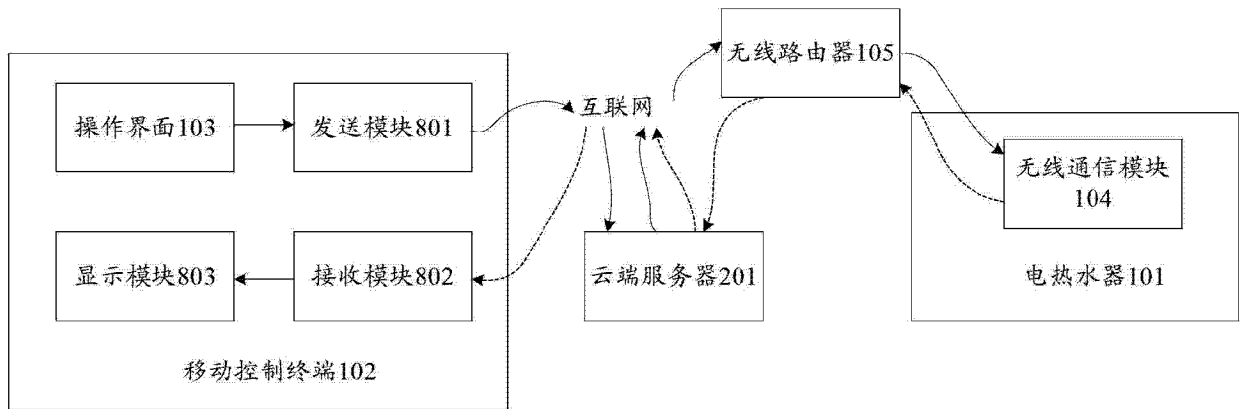 操作界面103
发送模块801
互联网
无线路由器105
无线通信模块
104
显示模块803
接收模块802
云端服务器201
电热水器101
移动控制终端102